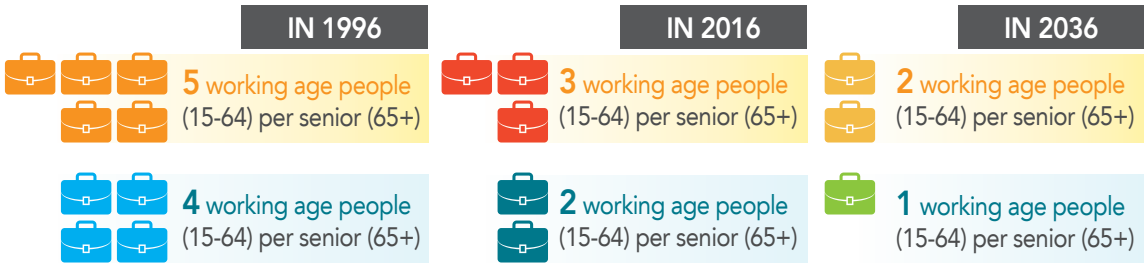 IN 1996
5 working age people
(15-64) per senior (65+)
4 working age people
(15-64) per senior (65+)
IN 2016
3 working age people
(15-64) per senior (65+)
2 working age people
(15-64) per senior (65+)
IN 2036
2 working age people
(15-64) per senior (65+)
1 working age people
(15-64) per senior (65+)